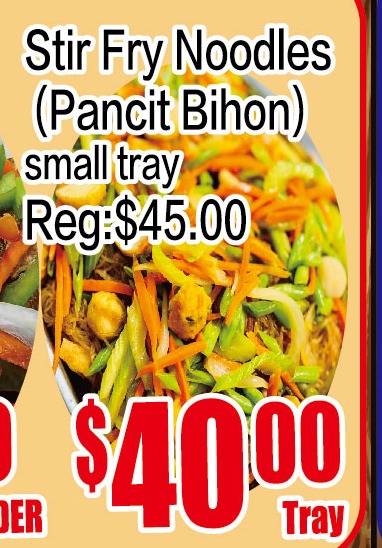 Stir Fry Noodles
(Pancit Bihon)
small tray
Reg:$45.00
$40.00
Tray